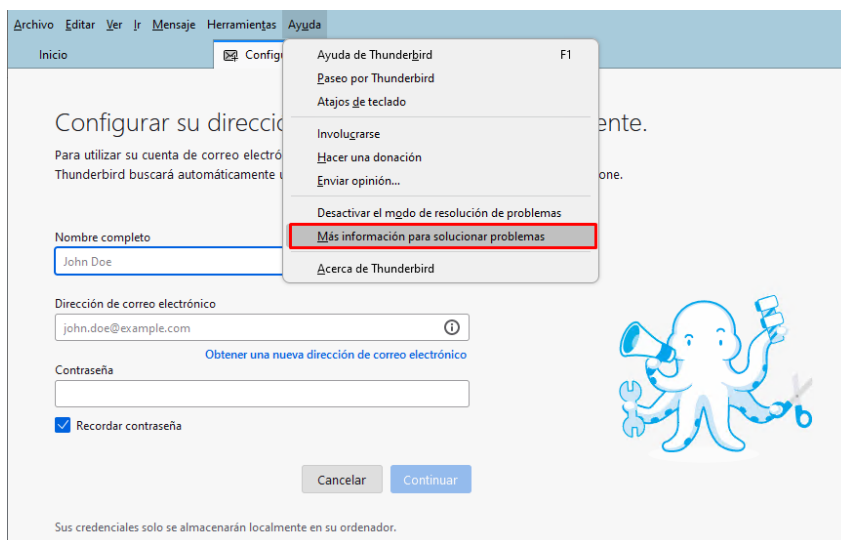 Archivo Editar Ver Ir Mensaje Herramientas Ayuda
Inicio
Config
Ayuda de Thunderbird F1
Paseo por Thunderbird
Atajos de teclado
Involucrarse
Hacer una donación
Enviar opinión...
Desactivar el modo de resolución de problemas
Más información para solucionar problemas
Acerca de Thunderbird
Configurar su direcci ente.
Para utilizar su cuenta de correo electró
Thunderbird buscará automáticamente one.
Nombre completo
John Doe
Dirección de correo electrónico
john.doe@example.com
Obtener una nueva dirección de correo electrónico
Contraseña
Recordar contraseña
Cancelar Continuar
Sus credenciales solo se almacenarán localmente en su ordenador.